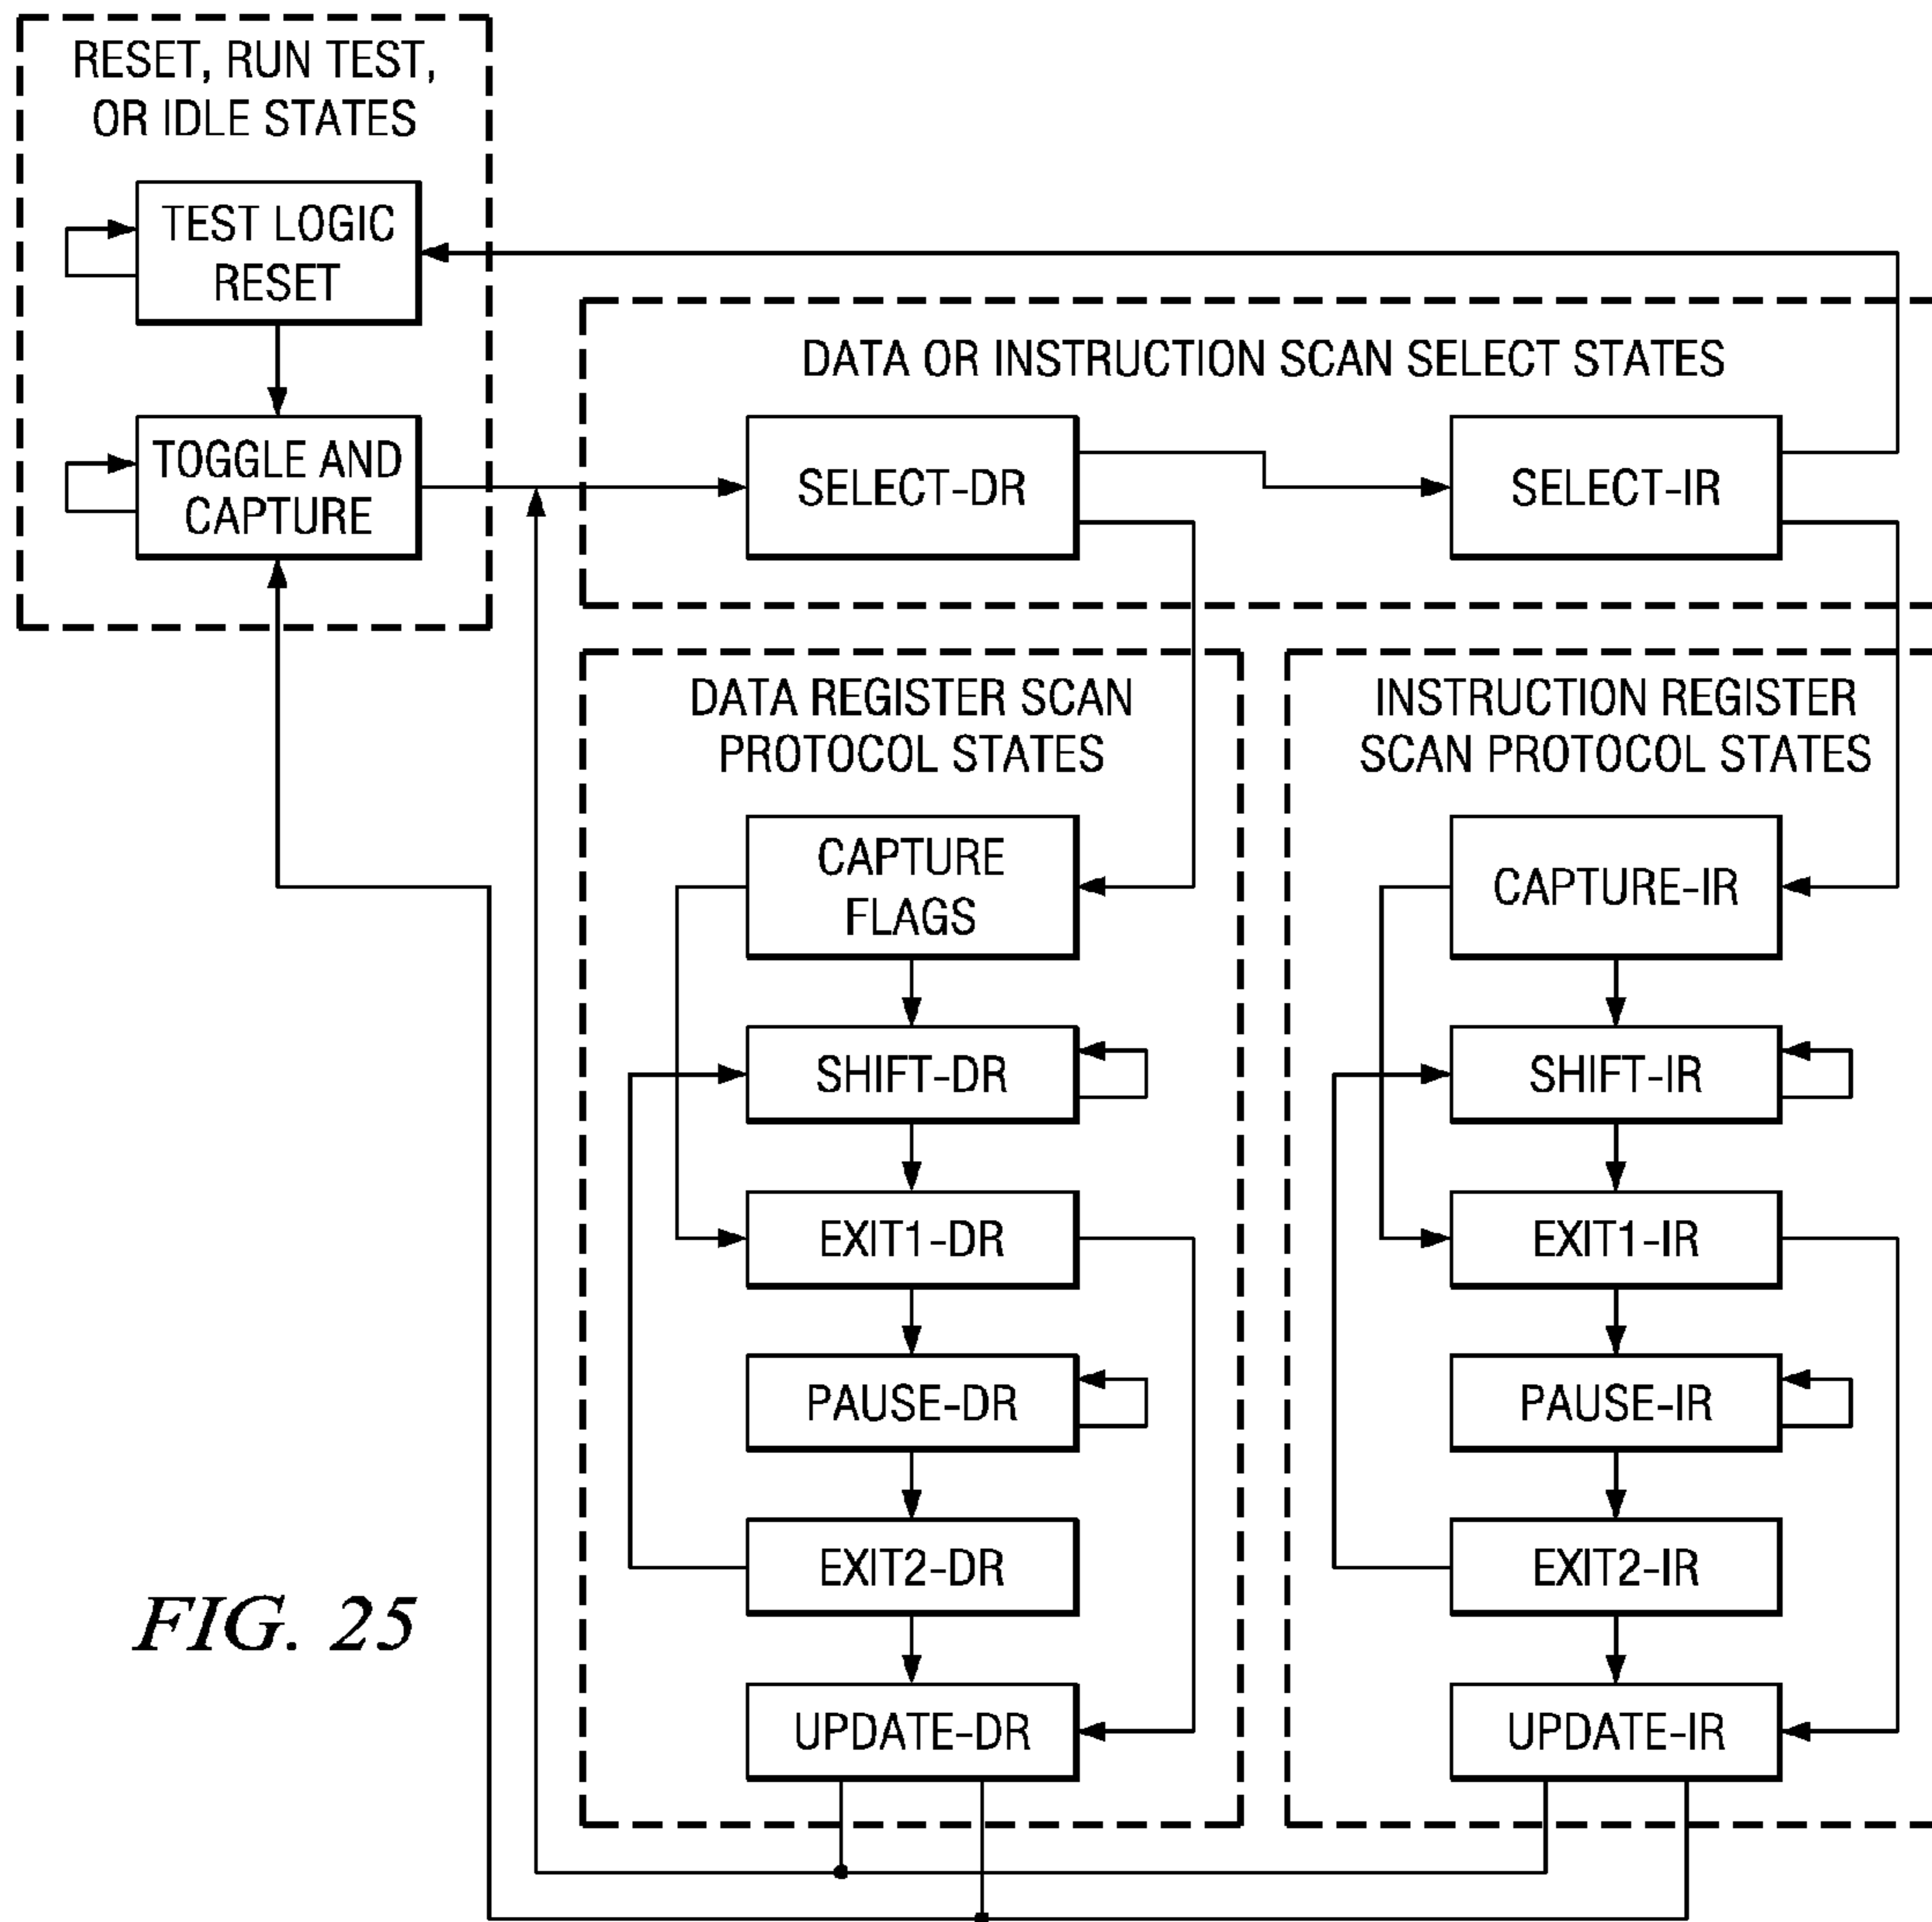 RESET, RUN TEST,
OR IDLE STATES
TEST LOGIC
RESET
TOGGLE AND
CAPTURE
DATA OR INSTRUCTION SCAN SELECT STATES
SELECT-DR
SELECT-IR
DATA REGISTER SCAN
PROTOCOL STATES
CAPTURE
FLAGS
SHIFT-DR
EXIT1-DR
PAUSE-DR
EXIT2-DR
UPDATE-DR
INSTRUCTION REGISTER
SCAN PROTOCOL STATES
CAPTURE-IR
SHIFT-IR
EXIT1-IR
PAUSE-IR
EXIT2-IR
UPDATE-IR
FIG. 25